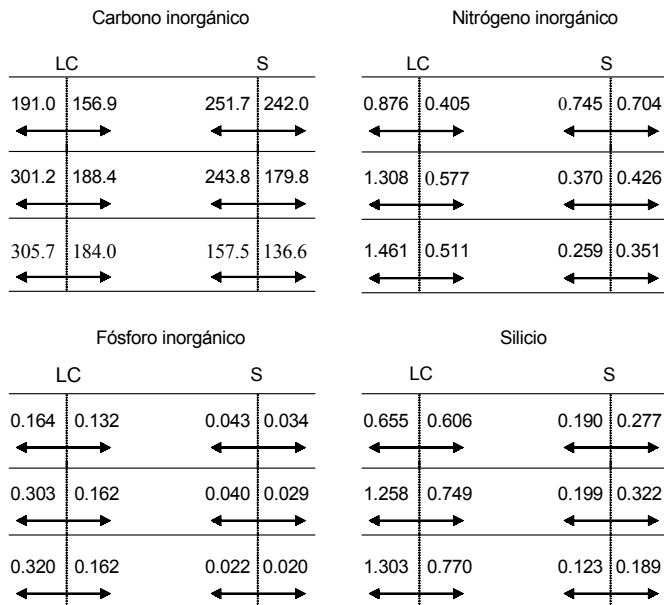 Carbono inorgánico
LC S
191.0 156.9 251.7 242.0
301.2 188.4 243.8 179.8
305.7 184.0 157.5 136.6
Nitrógeno inorgánico
LC S
0.876 0.405 0.745 0.704
1.308 0.577 0.370 0.426
1.461 0.511 0.259 0.351
Fósforo inorgánico
LC S
0.164 0.132 0.043 0.034
0.303 0.162 0.040 0.029
0.320 0.162 0.022 0.020
Silicio
LC S
0.655 0.606 0.190 0.277
1.258 0.749 0.199 0.322
1.303 0.770 0.123 0.189